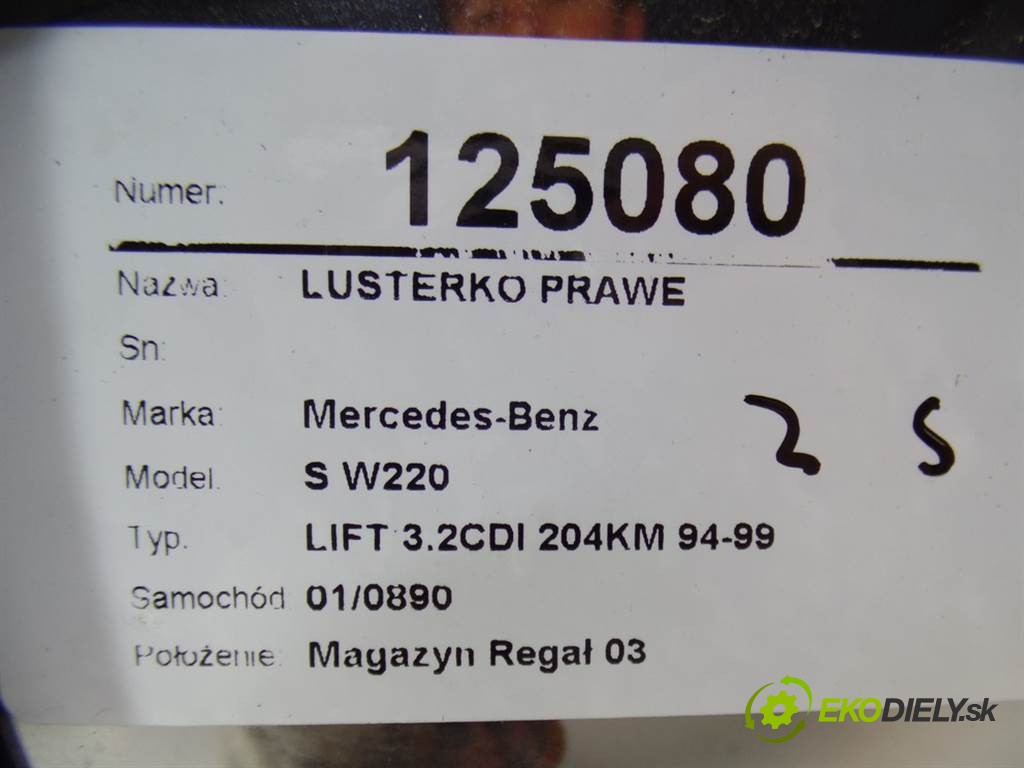 Numer: 125080
Nazwa: LUSTERKO PRAWE
Sn:
Marka: Mercedes-Benz
2 S
Model. S W220
Typ. LIFT 3.2CDI 204KM 94-99
Samochód 01/0890
Położenie: Magazyn Regał 03
EKODIELY.sk